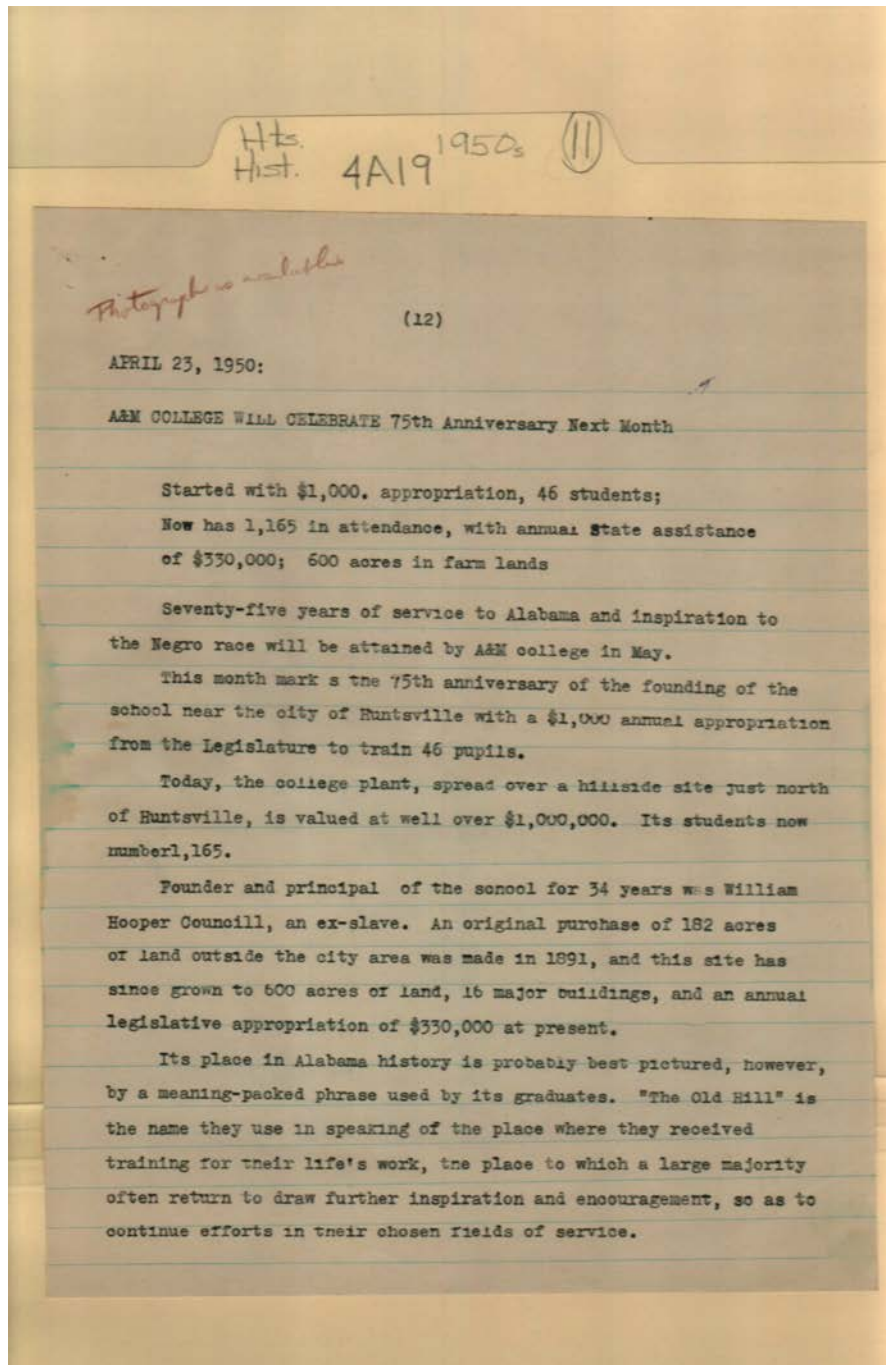 Hts. 1950s 11
Hist. 4A19
Photograph is available
(12)
APRIL 23, 1950:
A&M COLLEGE WILL CELEBRATE 75th Anniversary Next Month
Started with $1,000. appropriation, 46 students;
Now has 1,165 in attendance, with annual State assistance
of $330,000; 600 acres in farm lands
Seventy-five years of service to Alabama and inspiration to
the Negro race will be attained by A&M college in May.
This month mark s the 75th anniversary of the founding of the
school near the city of Huntsville with a $1,000 annual appropriation
from the Legislature to train 46 pupils.
Today, the college plant, spread over a hillside site just north
of Huntsville, is valued at well over $1,000,000. Its students now
number1,165.
Founder and principal of the school for 34 years was William
Hooper Councill, an ex-slave. An original purchase of 182 acres
of land outside the city area was made in 1891, and this site has
since grown to 600 acres of land, 16 major buildings, and an annual
legislative appropriation of $330,000 at present.
Its place in Alabama history is probably best pictured, however,
by a meaning-packed phrase used by its graduates. "The Old Hill" is
the name they use in speaking of the place where they received
training for their life's work, the place to which a large majority
often return to draw further inspiration and encouragement, so as to
continue efforts in their chosen fields of service.